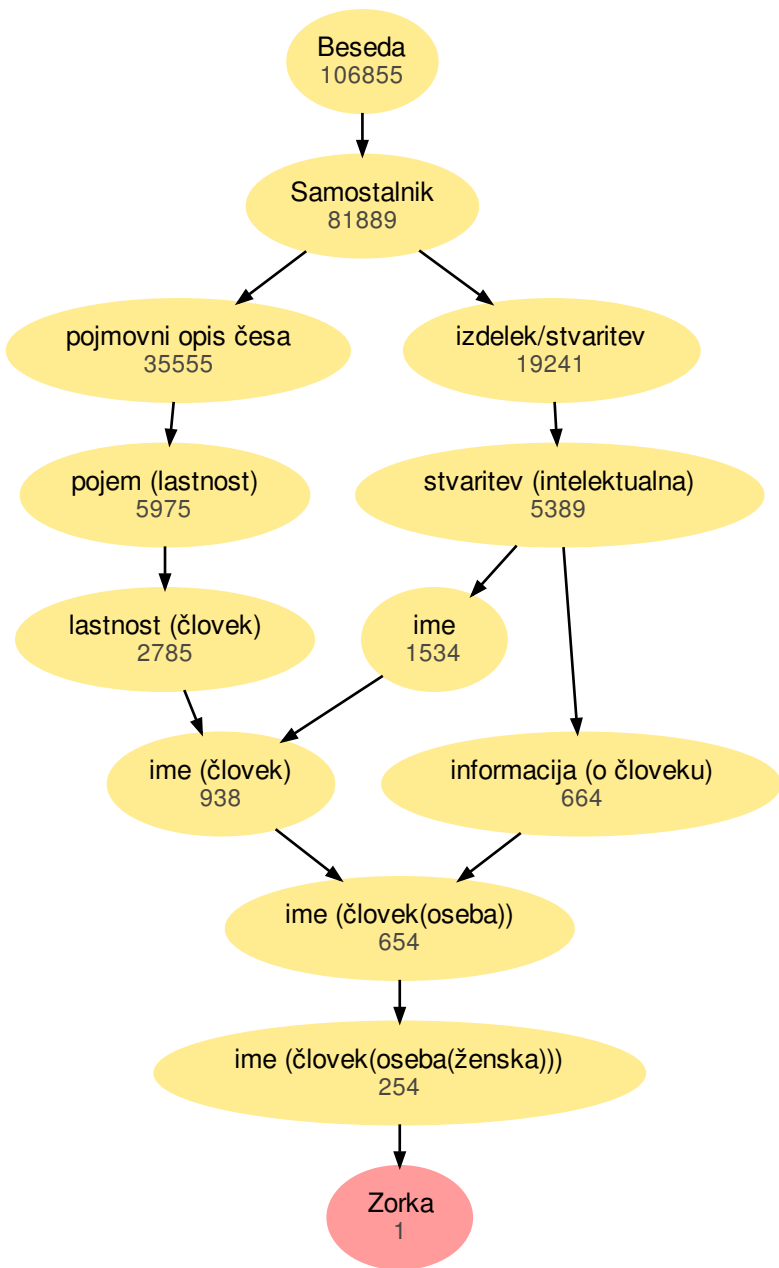 Beseda
106855
Samostalnik
81889
pojmovni opis česa
35555
izdelek/stvaritev
19241
pojem (lastnost)
5975
stvaritev (intelektualna)
5389
lastnost (človek)
2785
ime
1534
ime (človek)
938
informacija (o človeku)
664
ime (človek(oseba))
654
ime (človek(oseba(ženska)))
254
Zorka
1